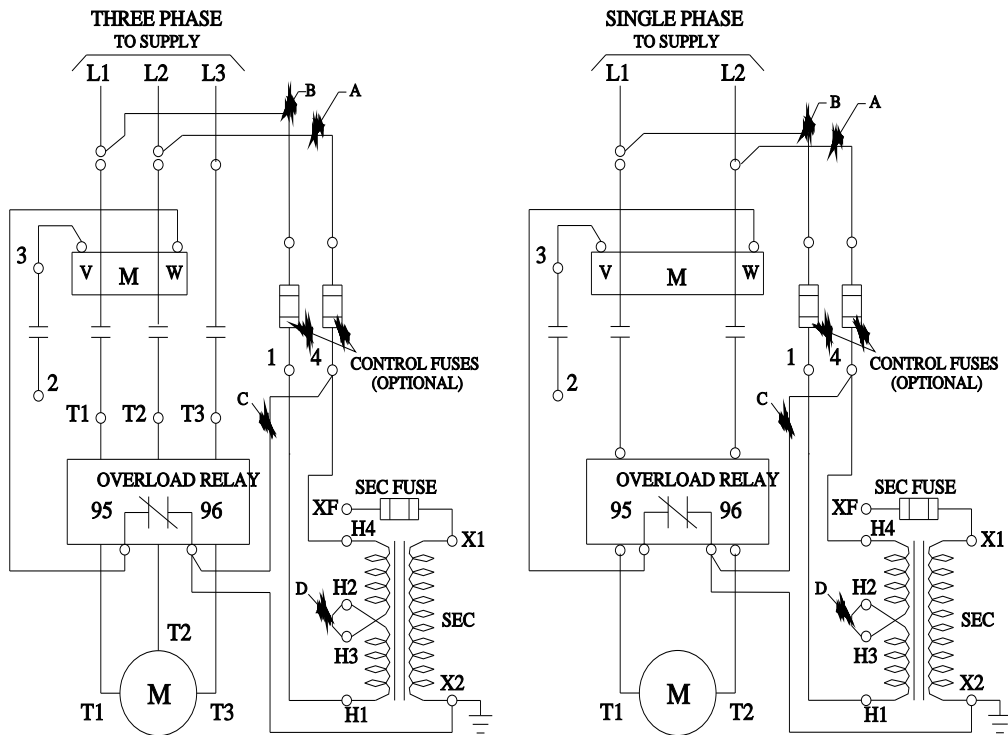 THREE PHASE
TO SUPPLY
L1 L2 L3
B
A
3
V M W
1 4
CONTROL FUSES
(OPTIONAL)
2
C
T1 T2 T3
OVERLOAD RELAY
95 96
SEC FUSE
XF
H4
X1
D
H2
H3
SEC
T2
X2
T1 M T3
H1
SINGLE PHASE
TO SUPPLY
L1 L2
B
A
3
V M W
1 4
CONTROL FUSES
(OPTIONAL)
2
C
OVERLOAD RELAY
95 96
SEC FUSE
XF
H4
X1
D
H2
H3
SEC
X2
T1 M T2
H1